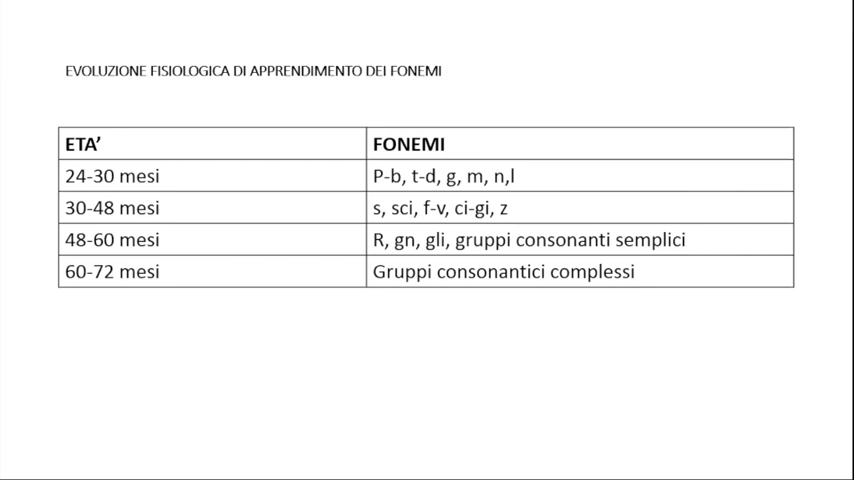 EVOLUZIONE FISIOLOGICA DI APPRENDIMENTO DEI FONEMI
ETA’ FONEMI
24-30 mesi P-b, t-d, g, m, n,l
30-48 mesi s, sci, f-v, ci-gi, z
48-60 mesi R, gn, gli, gruppi consonanti semplici
60-72 mesi Gruppi consonantici complessi